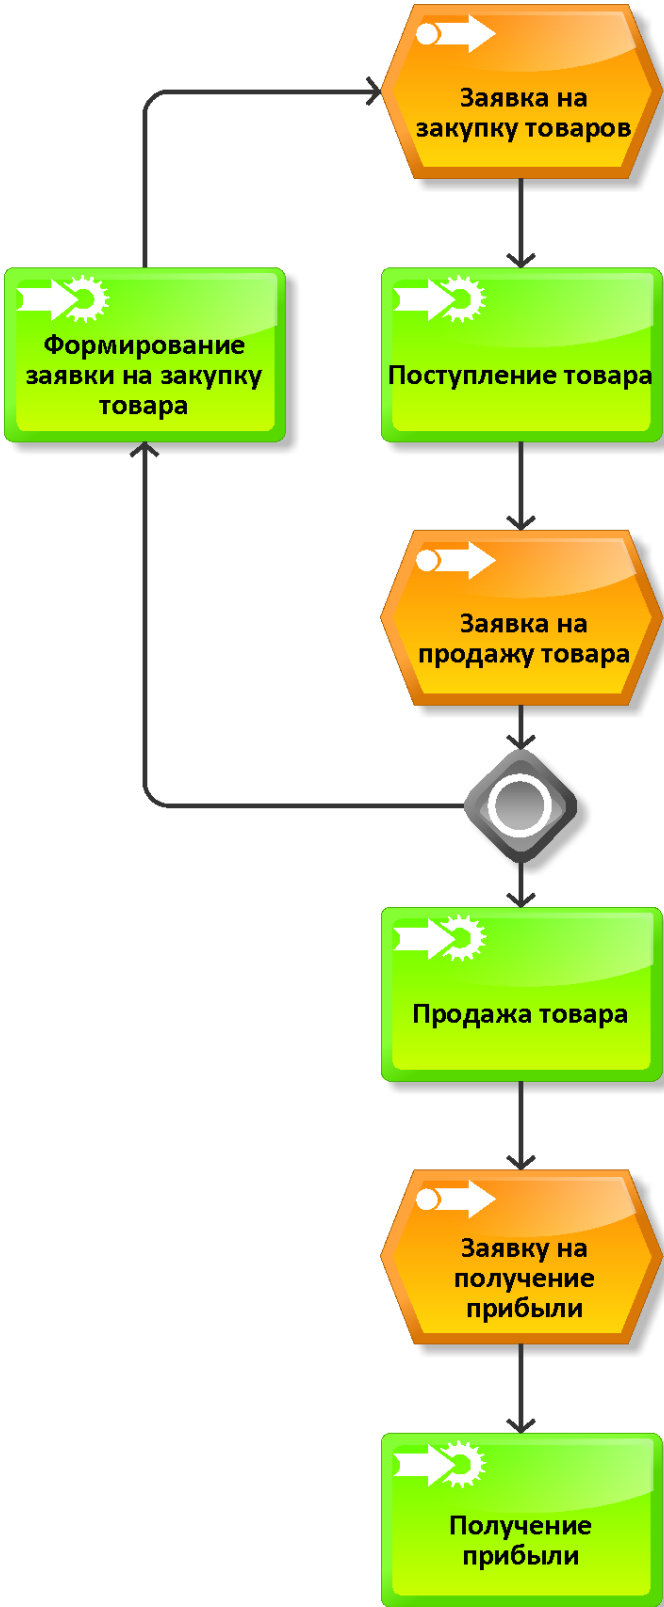 Заявка на
закупку товаров
Формирование
заявки на закупку
товара
Поступление товара
Заявка на
продажу товара
Продажа товара
Заявку на
получение
прибыли
Получение
прибыли